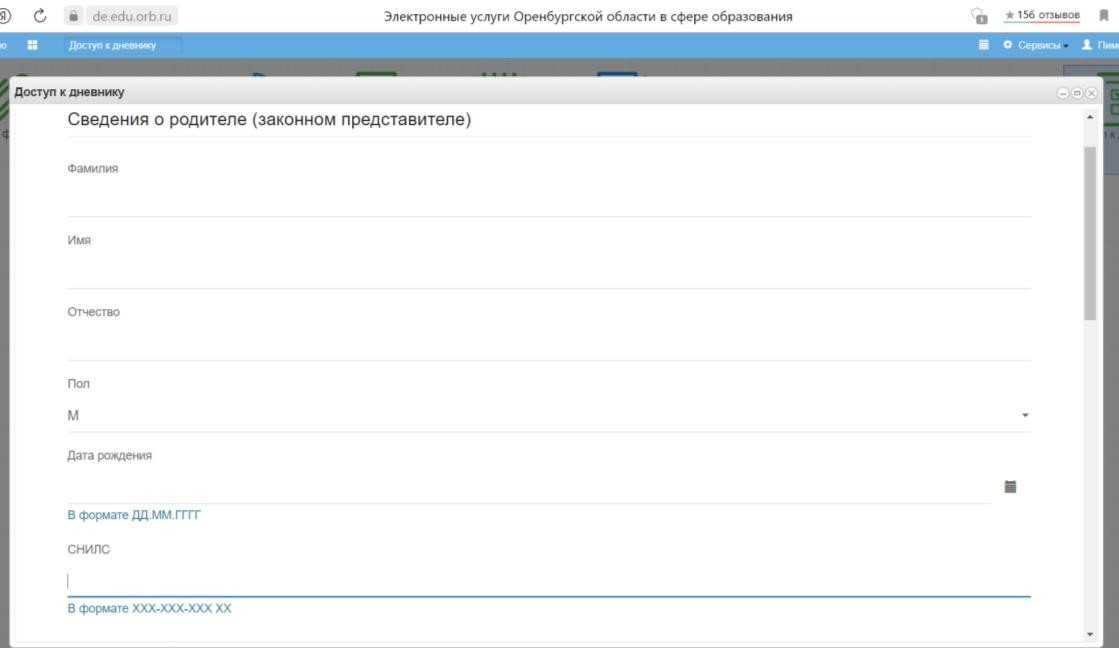 de.edu.orb.ru Электронные услуги Оренбургской области в сфере образования ★ 156 отзывов
Доступ к дневнику Сервисы
Доступ к дневнику
Сведения о родителе (законном представителе)
Фамилия
Имя
Отчество
Пол
М
Дата рождения
В формате ДД.ММ.ГГГГ
СНИЛС
В формате XXX-XXX-XXX XX